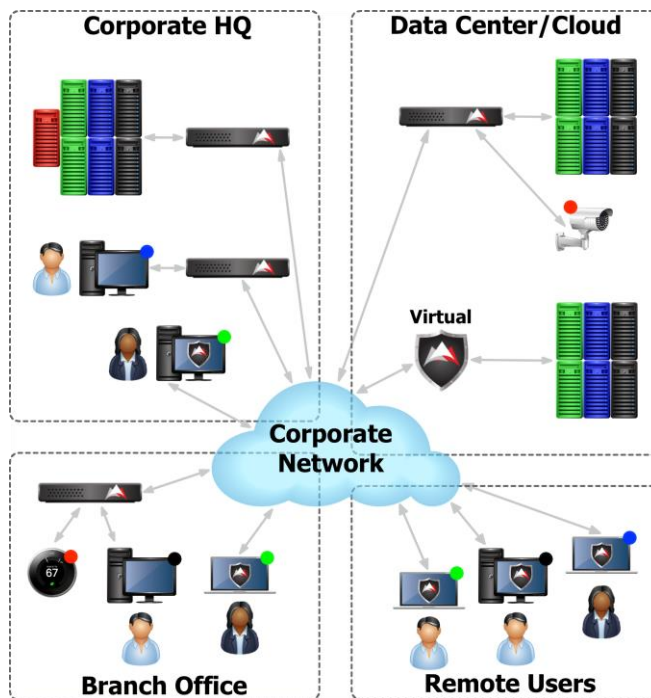 Corporate HQ
Data Center/Cloud
Virtual
Corporate
Network
67
Branch Office
Remote Users